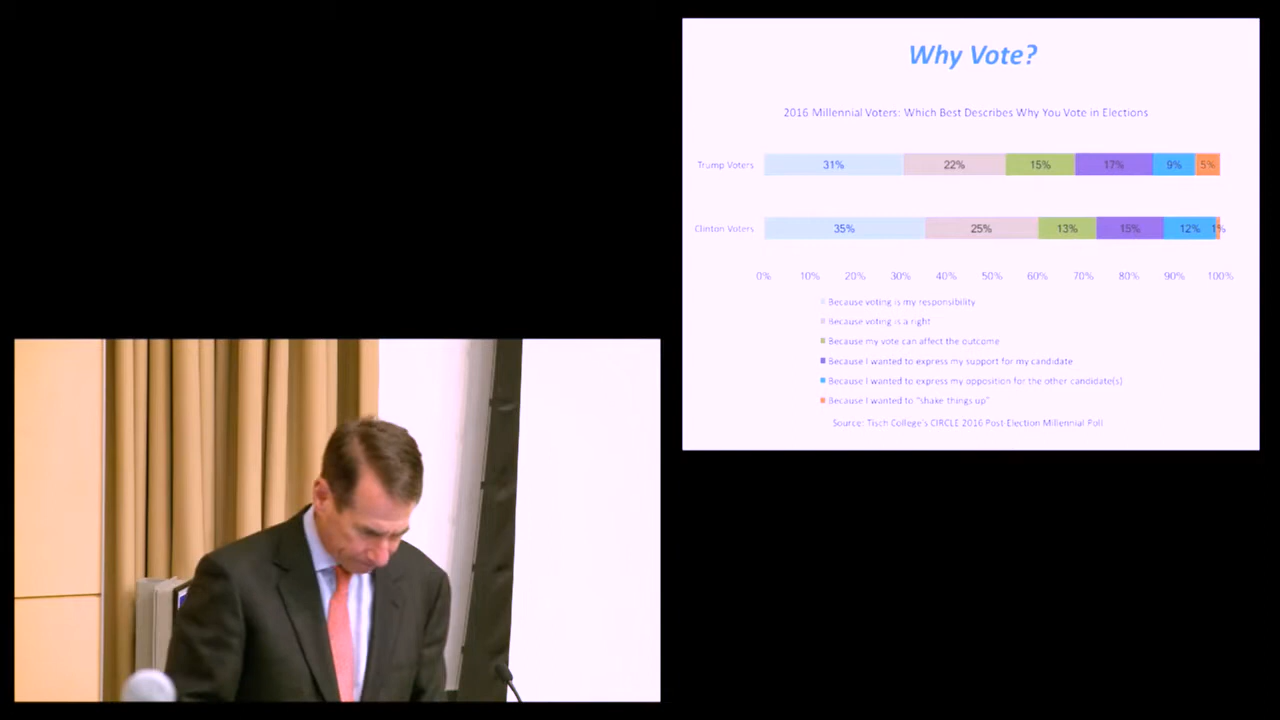 Why Vote?
2016 Millennial Voters: Which Best Describes Why You Vote in Elections
Trump Voters 31% 22% 15% 17% 9% 5%
Clinton Voters 35% 25% 13% 15% 12% 1%
0% 10% 20% 30% 40% 50% 60% 70% 80% 90% 100%
Because voting is my responsibility
Because voting is a right
Because my vote can affect the outcome
Because I wanted to express my support for my candidate
Because I wanted to express my opposition for the other candidate(s)
Because I wanted to "shake things up"
Source: Tisch College's CIRCLE 2016 Post-Election Millennial Poll